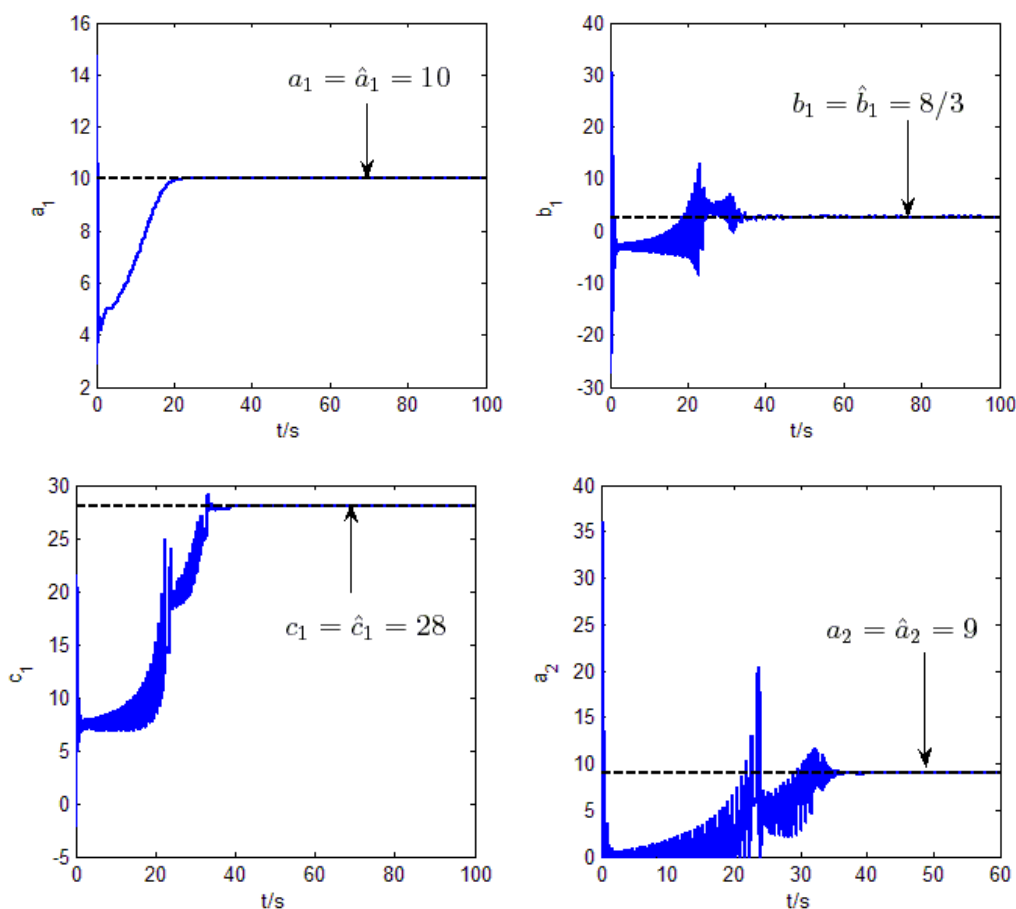 16
14
12
10
8
6
4
2
a₁
a₁ = â₁ = 10
0 20 40 60 80 100
t/s
40
30
20
10
0
-10
-20
-30
b₁
b₁ = b̂₁ = 8/3
0 20 40 60 80 100
t/s
30
25
20
15
10
5
0
-5
c₁
c₁ = ĉ₁ = 28
0 20 40 60 80 100
t/s
40
35
30
25
20
15
10
5
0
a₂
a₂ = â₂ = 9
0 10 20 30 40 50 60
t/s